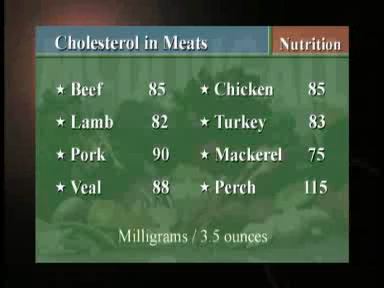 Cholesterol in Meats Nutrition
★ Beef 85 ★ Chicken 85
★ Lamb 82 ★ Turkey 83
★ Pork 90 ★ Mackerel 75
★ Veal 88 ★ Perch 115
Milligrams / 3.5 ounces